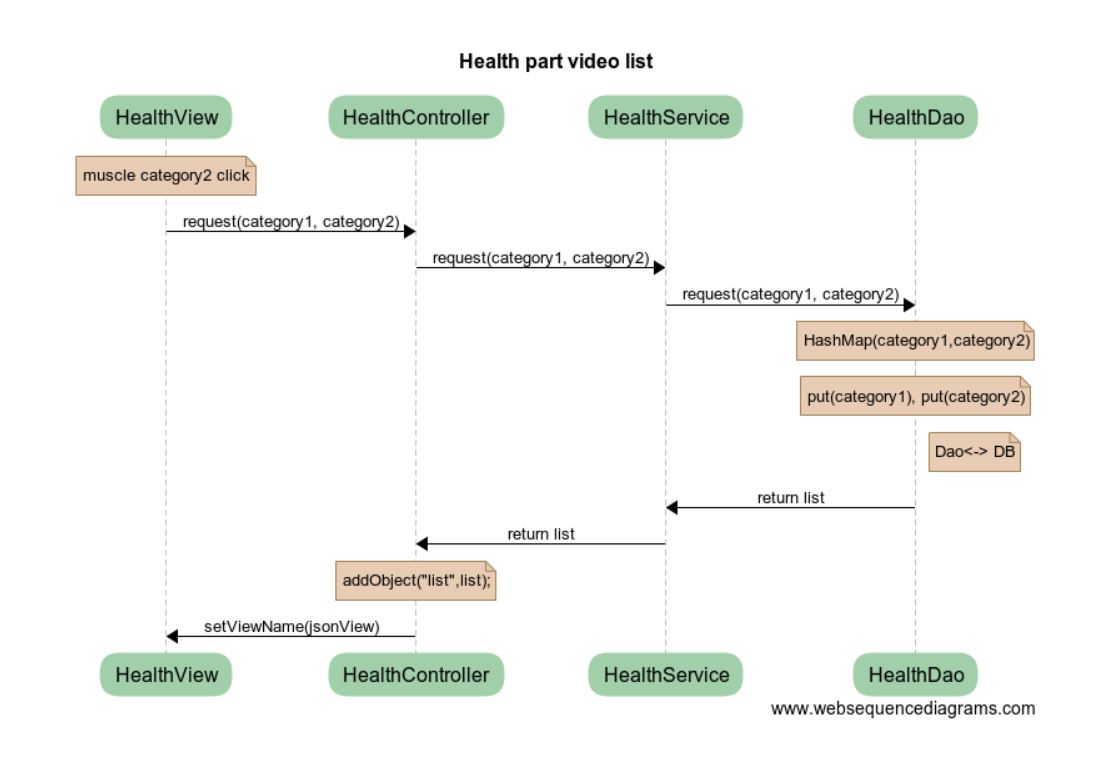 Health part video list
HealthView
HealthController
HealthService
HealthDao
muscle category2 click
request(category1, category2)
request(category1, category2)
request(category1, category2)
HashMap(category1,category2)
put(category1), put(category2)
Dao<-> DB
return list
return list
addObject("list",list);
setViewName(jsonView)
HealthView
HealthController
HealthService
HealthDao
www.websequencediagrams.com